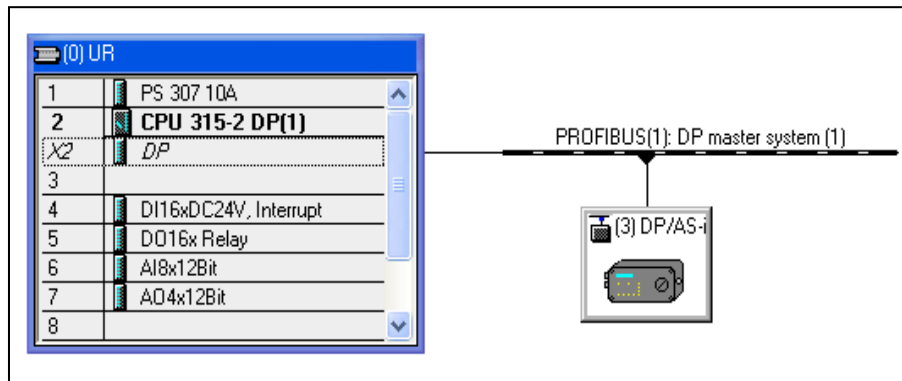 (0) UR
1 PS 307 10A
2 CPU 315-2 DP(1)
X2 DP
3
4 DI16xDC24V, Interrupt
5 DO16x Relay
6 AI8x12Bit
7 AO4x12Bit
8
PROFIBUS(1): DP master system (1)
(3) DP/AS-i